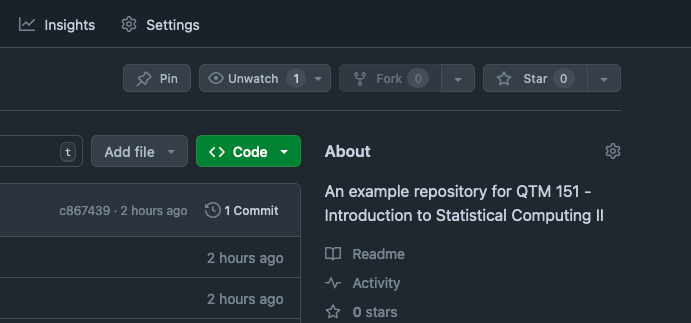 Insights Settings
Pin Unwatch 1 Fork 0 Star 0
t Add file <> Code About
An example repository for QTM 151 -
Introduction to Statistical Computing II
c867439 · 2 hours ago 1 Commit
2 hours ago
2 hours ago
Readme
Activity
0 stars